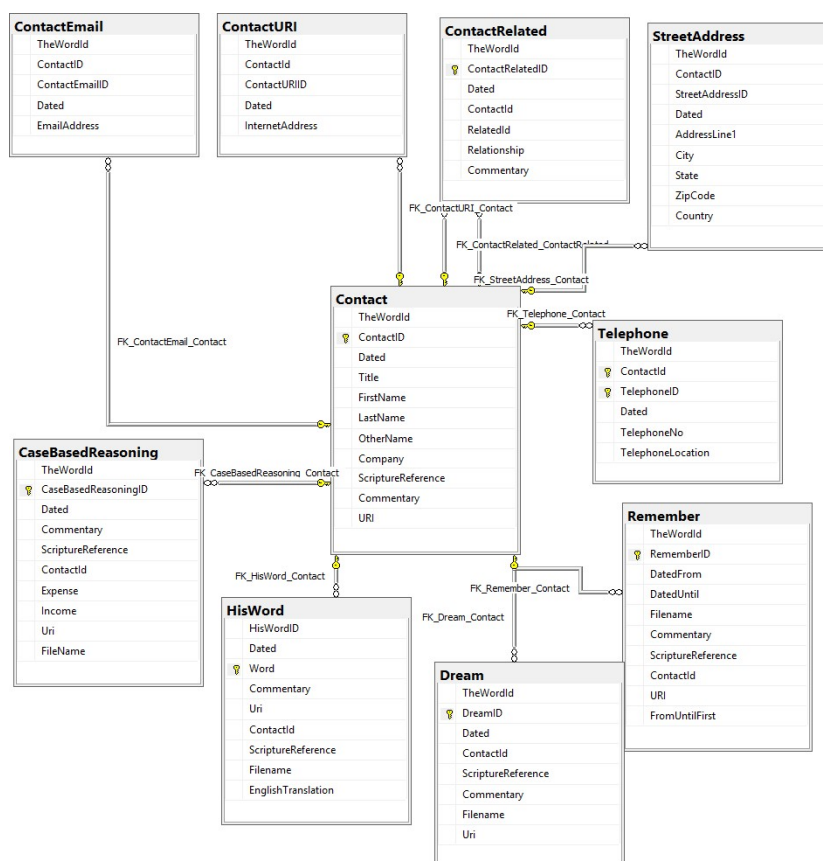 ContactEmail
TheWordId
ContactID
ContactEmailID
Dated
EmailAddress
ContactURI
TheWordId
ContactId
ContactURIID
Dated
InternetAddress
ContactRelated
TheWordId
ContactRelatedID
Dated
ContactId
RelatedId
Relationship
Commentary
StreetAddress
TheWordId
ContactID
StreetAddressID
Dated
AddressLine1
City
State
ZipCode
Country
FK_ContactURI_Contact
FK_ContactRelated_ContactRelated
FK_StreetAddress_Contact
FK_Telephone_Contact
FK_ContactEmail_Contact
Contact
TheWordId
ContactID
Dated
Title
FirstName
LastName
OtherName
Company
ScriptureReference
Commentary
URI
Telephone
TheWordId
ContactId
TelephoneID
Dated
TelephoneNo
TelephoneLocation
CaseBasedReasoning
TheWordId
CaseBasedReasoningID
Dated
Commentary
ScriptureReference
ContactId
Expense
Income
Uri
FileName
FK_CaseBasedReasoning_Contact
FK_HisWord_Contact
FK_Remember_Contact
FK_Dream_Contact
HisWord
HisWordID
Dated
Word
Commentary
Uri
ContactId
ScriptureReference
Filename
EnglishTranslation
Dream
TheWordId
DreamID
Dated
ContactId
ScriptureReference
Commentary
Filename
Uri
Remember
TheWordId
RememberID
DatedFrom
DatedUntil
Filename
Commentary
ScriptureReference
ContactId
URI
FromUntilFirst